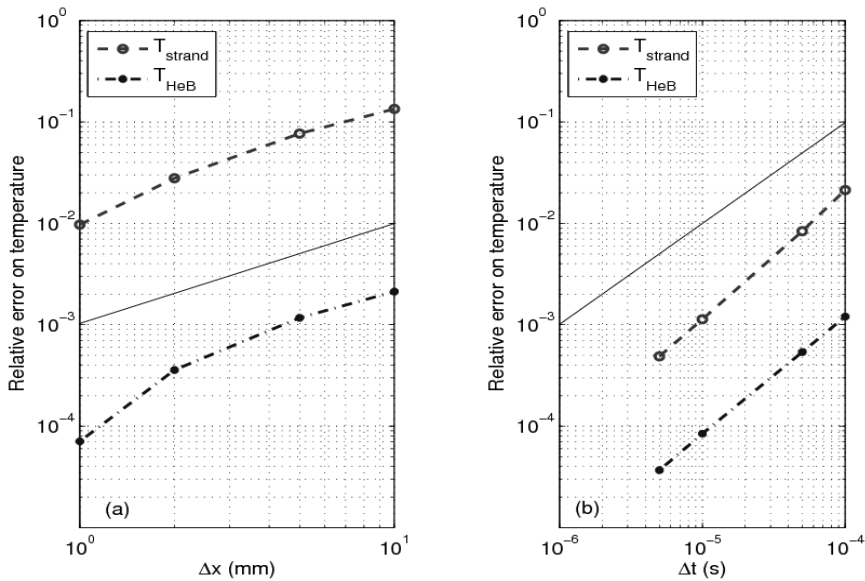 T_strand
T_HeB
Relative error on temperature
10^0
10^-1
10^-2
10^-3
10^-4
(a)
10^0
10^1
Δx (mm)
T_strand
T_HeB
Relative error on temperature
10^0
10^-1
10^-2
10^-3
10^-4
(b)
10^-6
10^-5
10^-4
Δt (s)